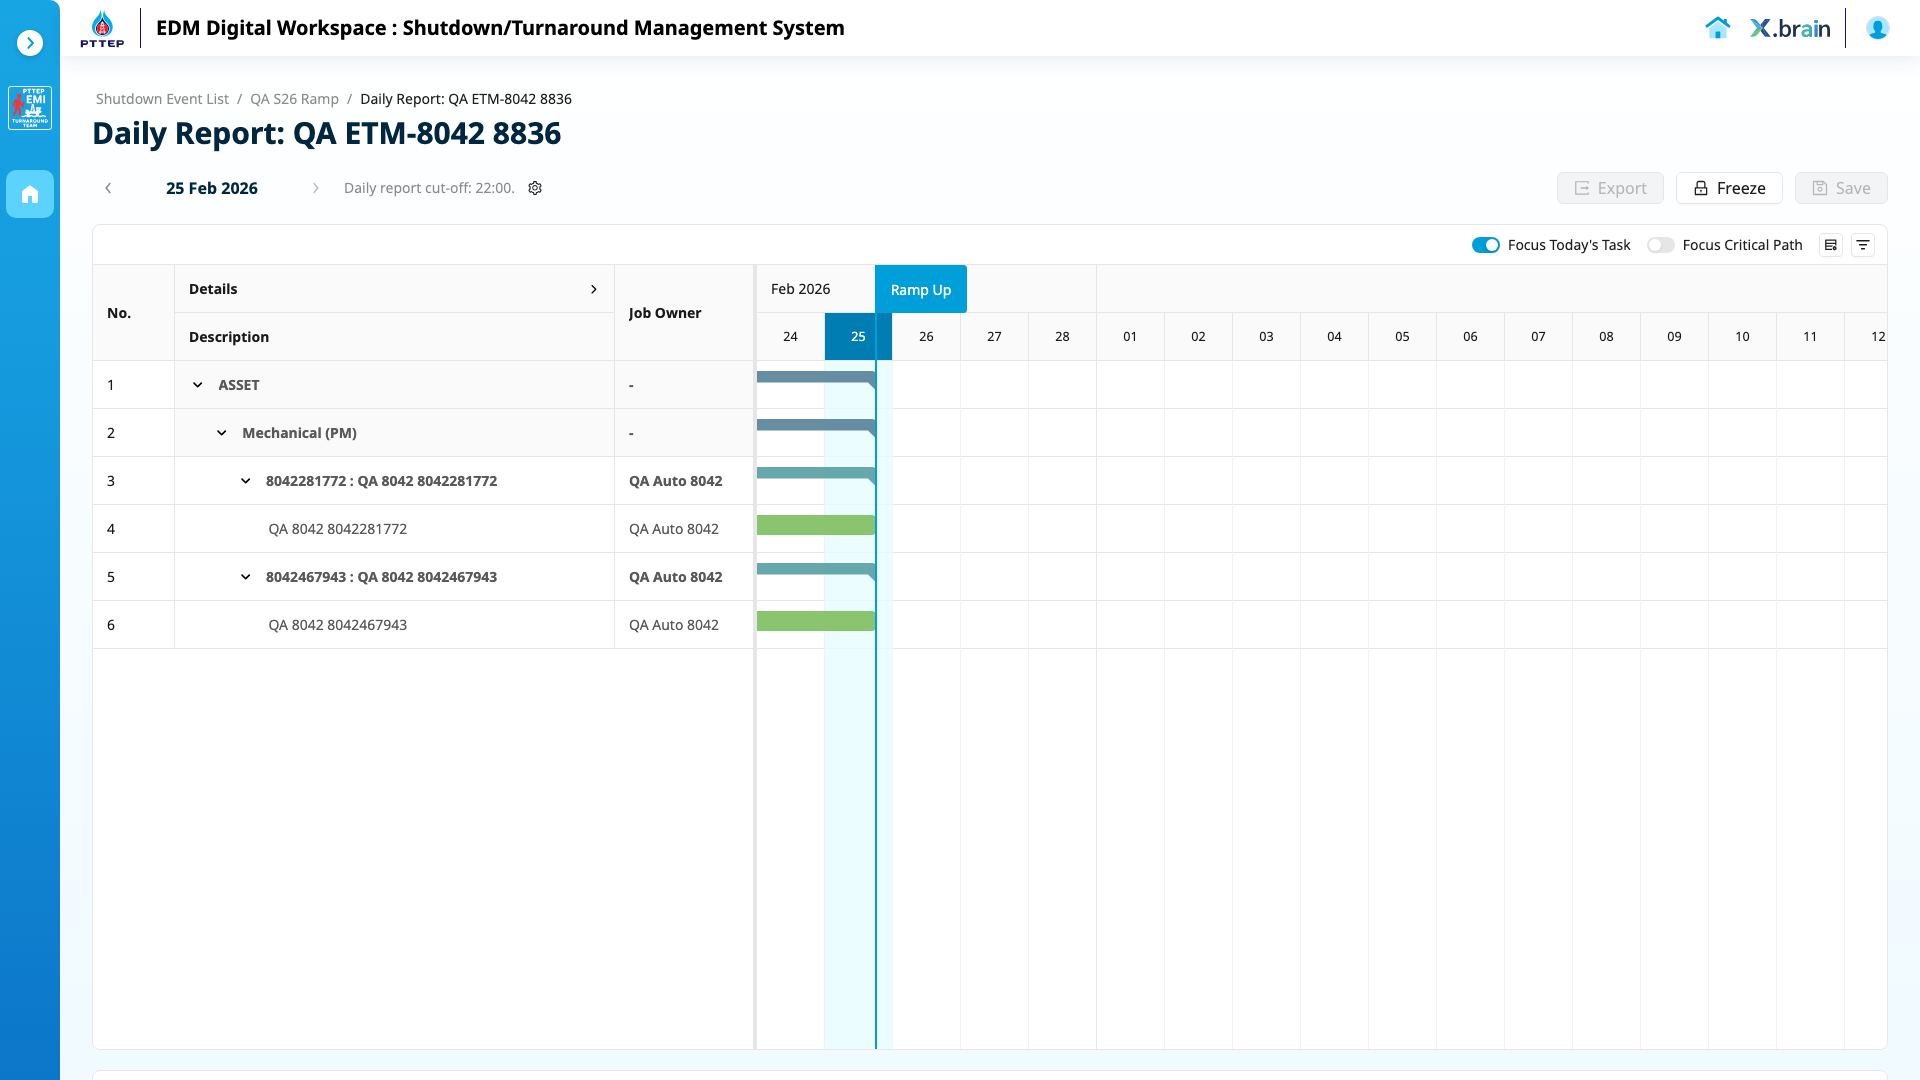 PTTEP
EDM Digital Workspace : Shutdown/Turnaround Management System
X.brain
PTTEP
EMI
TURNAROUND
TEAM
Shutdown Event List / QA S26 Ramp / Daily Report: QA ETM-8042 8836
Daily Report: QA ETM-8042 8836
25 Feb 2026
Daily report cut-off: 22:00.
Export
Freeze
Save
Focus Today's Task
Focus Critical Path
No.
Details
Description
Job Owner
Feb 2026
Ramp Up
24 25 26 27 28 01 02 03 04 05 06 07 08 09 10 11 12
1 ASSET -
2 Mechanical (PM) -
3 8042281772 : QA 8042 8042281772 QA Auto 8042
4 QA 8042 8042281772 QA Auto 8042
5 8042467943 : QA 8042 8042467943 QA Auto 8042
6 QA 8042 8042467943 QA Auto 8042